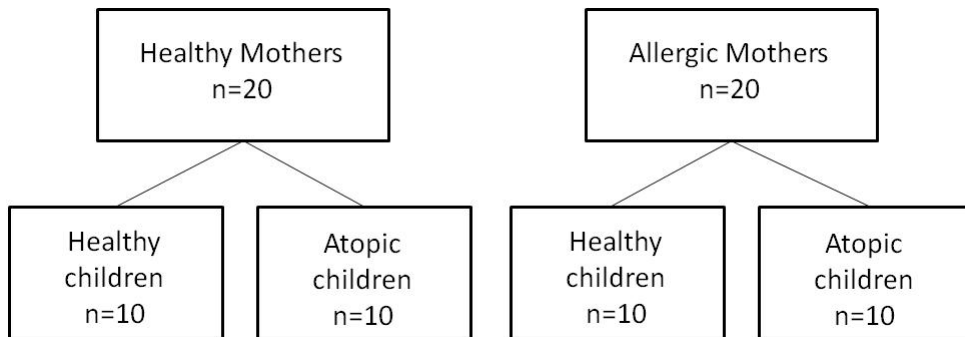 Healthy Mothers
n=20
Allergic Mothers
n=20
Healthy
children
n=10
Atopic
children
n=10
Healthy
children
n=10
Atopic
children
n=10